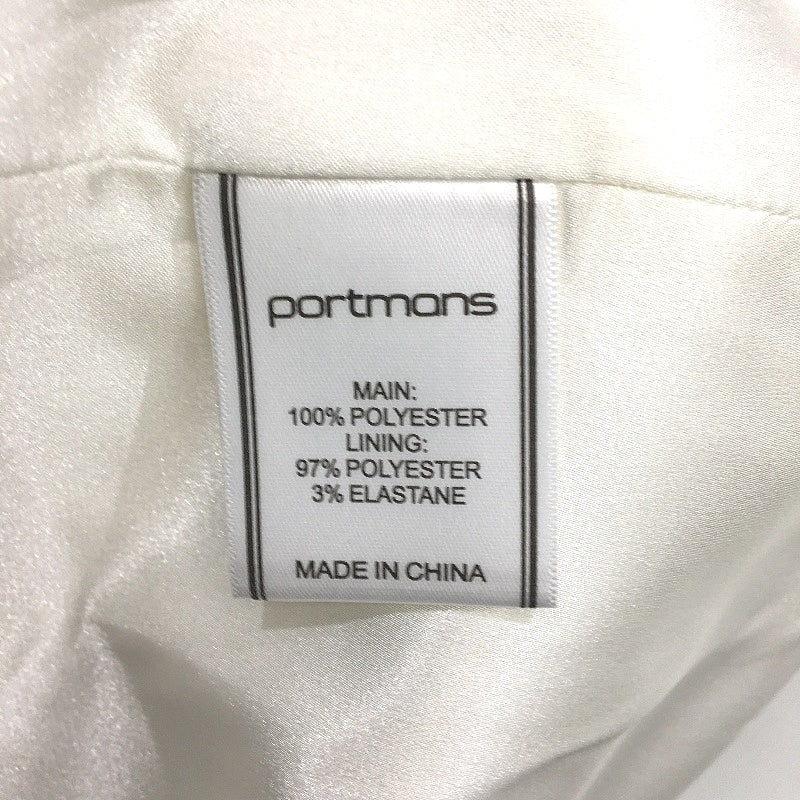 portmans
MAIN:
100% POLYESTER
LINING:
97% POLYESTER
3% ELASTANE
MADE IN CHINA